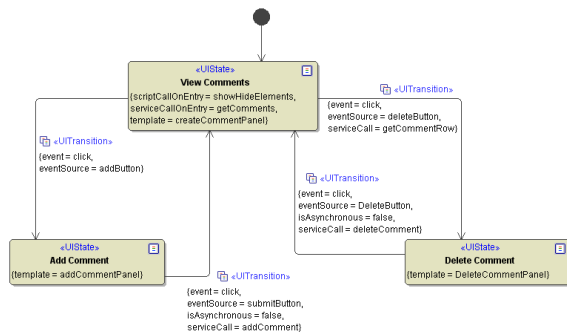 «UIState»
View Comments
{scriptCallOnEntry = showHideElements,
serviceCallOnEntry = getComments,
template = createCommentPanel}
«UITransition»
{event = click,
eventSource = deleteButton,
serviceCall = getCommentRow}
«UITransition»
{event = click,
eventSource = addButton}
«UITransition»
{event = click,
eventSource = DeleteButton,
isAsynchronous = false,
serviceCall = deleteComment}
«UIState»
Add Comment
{template = addCommentPanel}
«UIState»
Delete Comment
{template = DeleteCommentPanel}
«UITransition»
{event = click,
eventSource = submitButton,
isAsynchronous = false,
serviceCall = addComment}